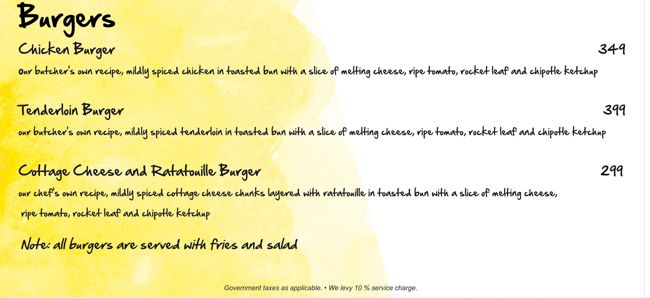 Burgers
Chicken Burger 349
Our butcher's own recipe, mildly spiced chicken in toasted bun with a slice of melting cheese, ripe tomato, rocket leaf and chipotle ketchup
Tenderloin Burger 399
our butcher's own recipe, mildly spiced tenderloin in toasted bun with a slice of melting cheese, ripe tomato, rocket leaf and chipotle ketchup
Cottage Cheese and Ratatouille Burger 299
our chef's own recipe, mildly spiced cottage cheese chunks layered with ratatouille in toasted bun with a slice of melting cheese,
ripe tomato, rocket leaf and chipotle ketchup
Note: all burgers are served with fries and salad
Government taxes as applicable. • We levy 10 % service charge.